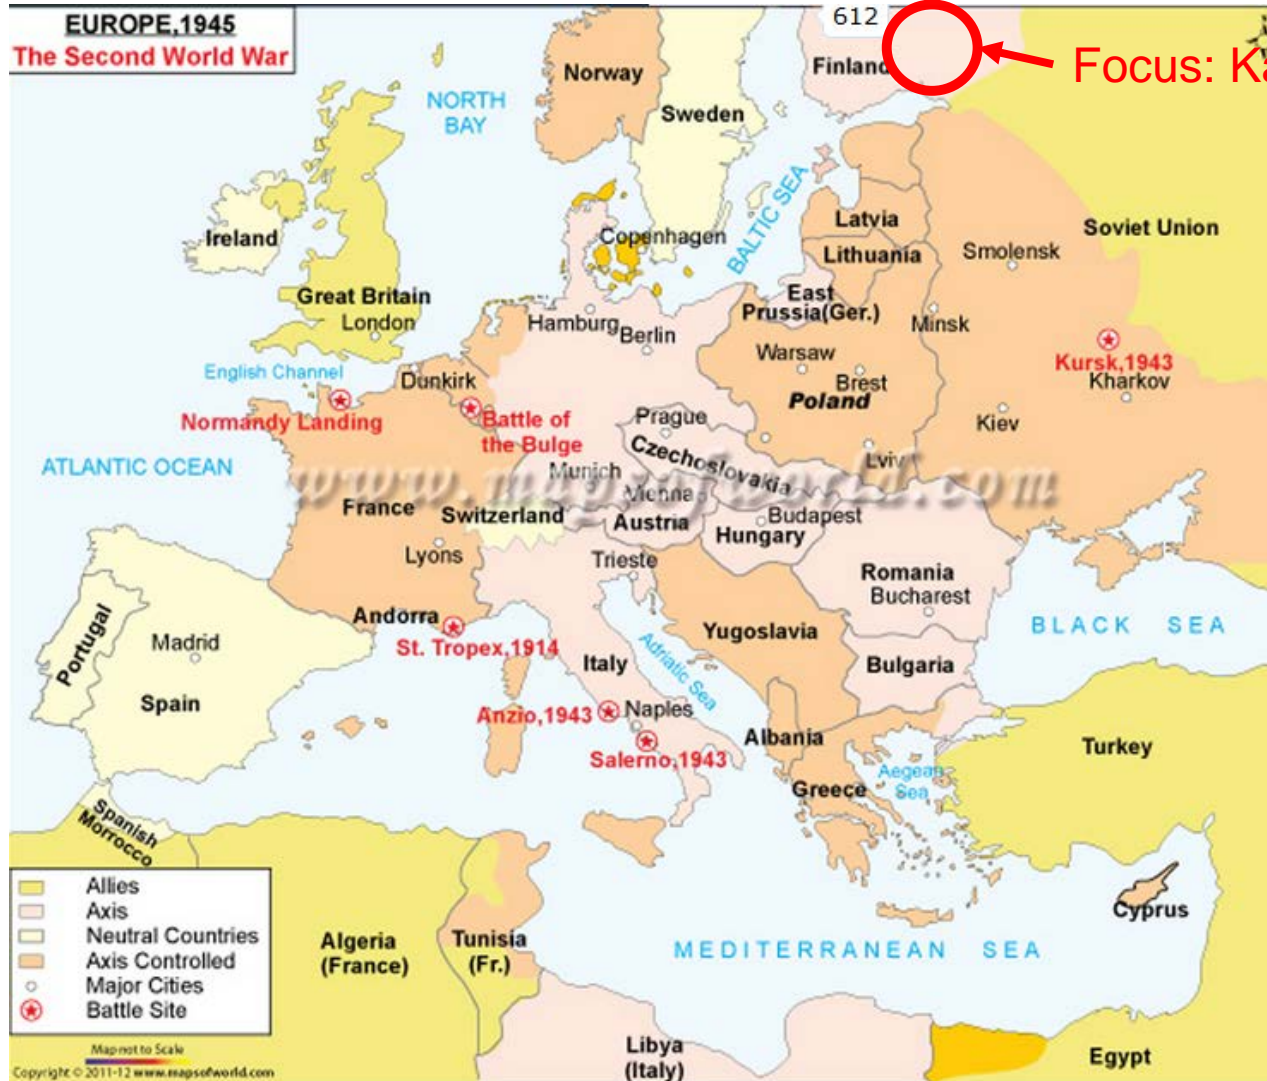 EUROPE,1945
The Second World War
612
Focus: Ka
Norway
Finland
Sweden
NORTH
BAY
BALTIC SEA
Ireland
Great Britain
London
Copenhagen
Latvia
Lithuania
Smolensk
Soviet Union
East
Prussia(Ger.)
Minsk
Hamburg
Berlin
Warsaw
Brest
Poland
Kursk,1943
Kharkov
English Channel
Dunkirk
Normandy Landing
Battle of
the Bulge
Prague
Czechoslovakia
Kiev
Lviv
ATLANTIC OCEAN
www.mapsofworld.com
Munich
Vienna
France
Switzerland
Austria
Budapest
Hungary
Lyons
Trieste
Romania
Bucharest
Andorra
St. Tropex,1914
Portugal
Madrid
Spain
Italy
Adriatic Sea
Yugoslavia
Bulgaria
BLACK SEA
Anzio,1943
Naples
Salerno,1943
Albania
Greece
Aegean
Sea
Turkey
Spanish
Morrocco
Cyprus
MEDITERRANEAN SEA
Algeria
(France)
Tunisia
(Fr.)
Libya
(Italy)
Egypt
Allies
Axis
Neutral Countries
Axis Controlled
Major Cities
Battle Site
Map not to Scale
Copyright © 2011-12 www.mapsofworld.com